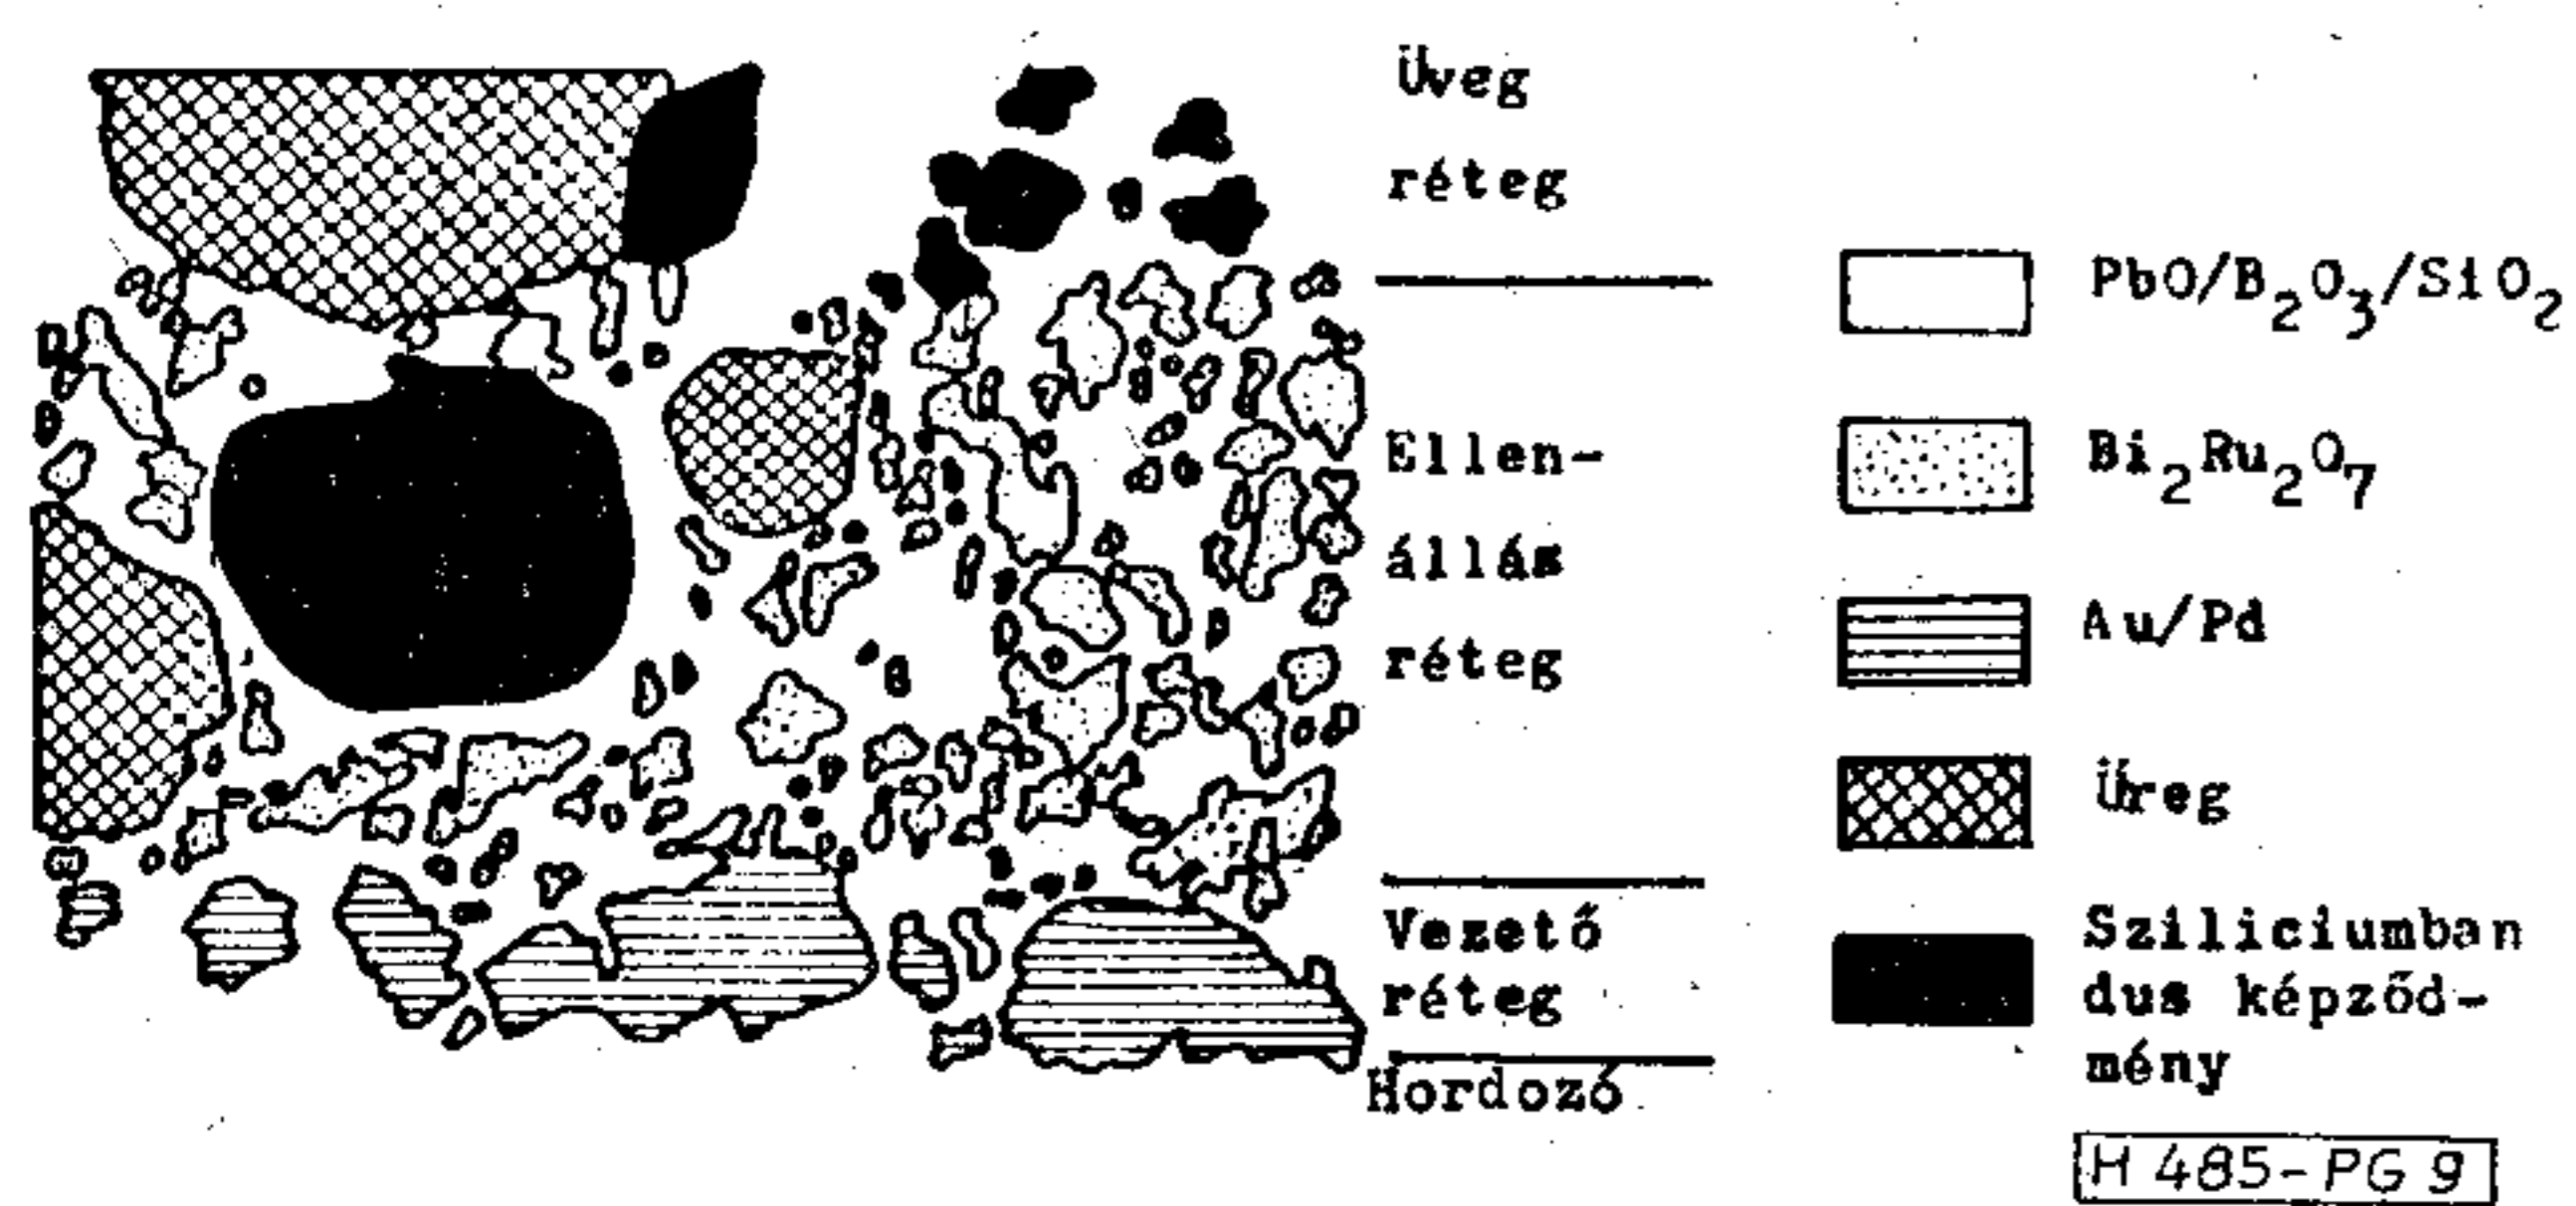 Üveg
réteg
Ellen-
állás
réteg
Vezető
réteg
Hordozó
PbO/B₂O₃/SiO₂
Bi₂Ru₂O₇
Au/Pd
Üreg
Sziliciumban
dus képződ-
mény
H 485-PG 9